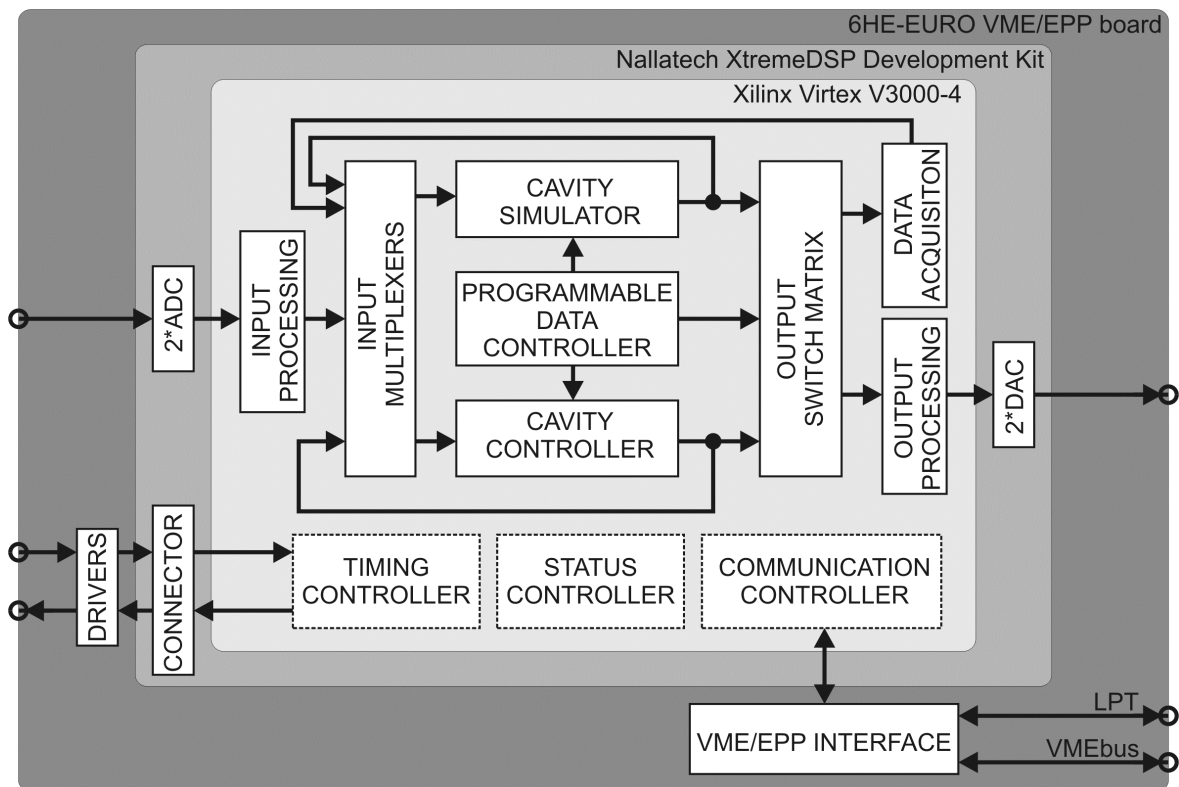 6HE-EURO VME/EPP board
Nallatech XtremeDSP Development Kit
Xilinx Virtex V3000-4
2*ADC
INPUT
PROCESSING
INPUT
MULTIPLEXERS
CAVITY
SIMULATOR
PROGRAMMABLE
DATA
CONTROLLER
CAVITY
CONTROLLER
OUTPUT
SWITCH MATRIX
DATA
ACQUISITON
OUTPUT
PROCESSING
2*DAC
DRIVERS
CONNECTOR
TIMING
CONTROLLER
STATUS
CONTROLLER
COMMUNICATION
CONTROLLER
VME/EPP INTERFACE
LPT
VMEbus